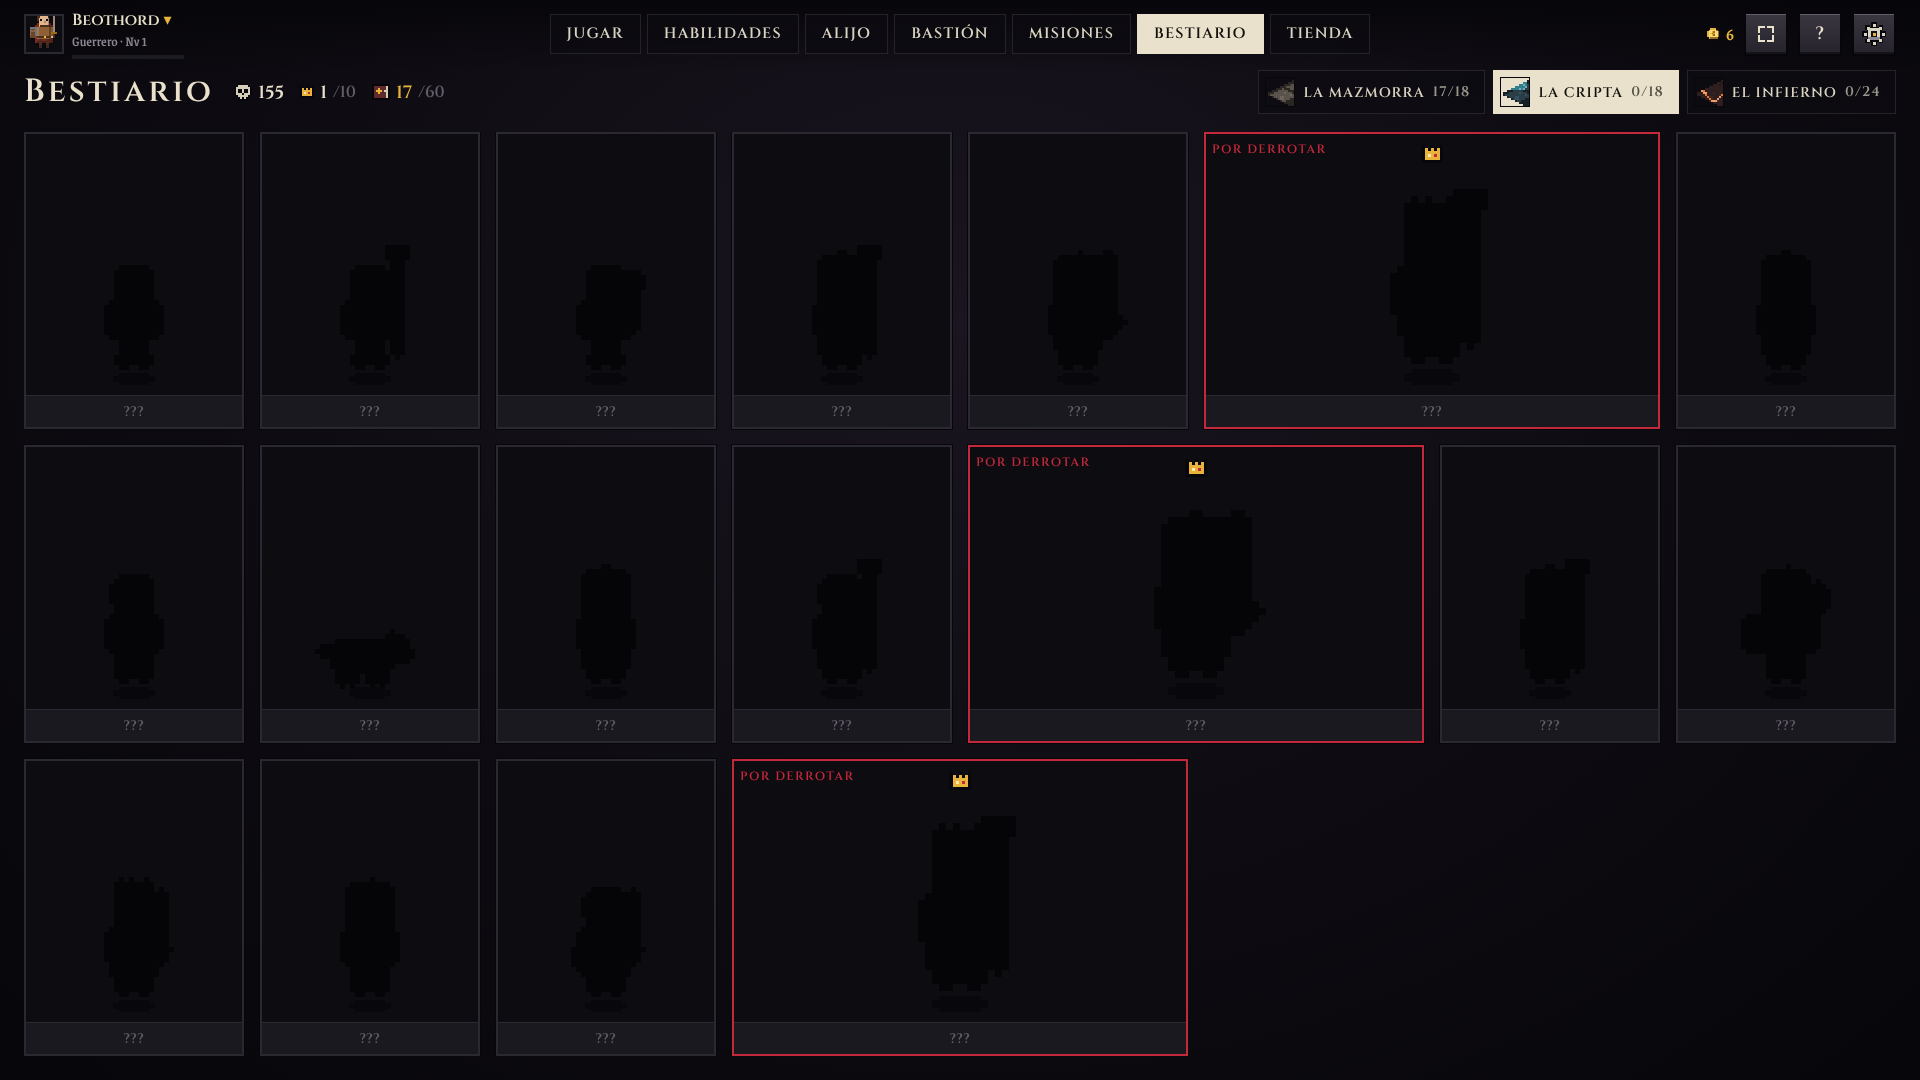 Beothord ▾
Guerrero · Nv 1
JUGAR
HABILIDADES
ALIJO
BASTIÓN
MISIONES
BESTIARIO
TIENDA
6
?
Bestiario
155
1 /10
17 /60
LA MAZMORRA 17/18
LA CRIPTA 0/18
EL INFIERNO 0/24
POR DERROTAR
???
???
???
???
???
???
???
POR DERROTAR
???
???
???
???
???
???
???
POR DERROTAR
???
???
???
???